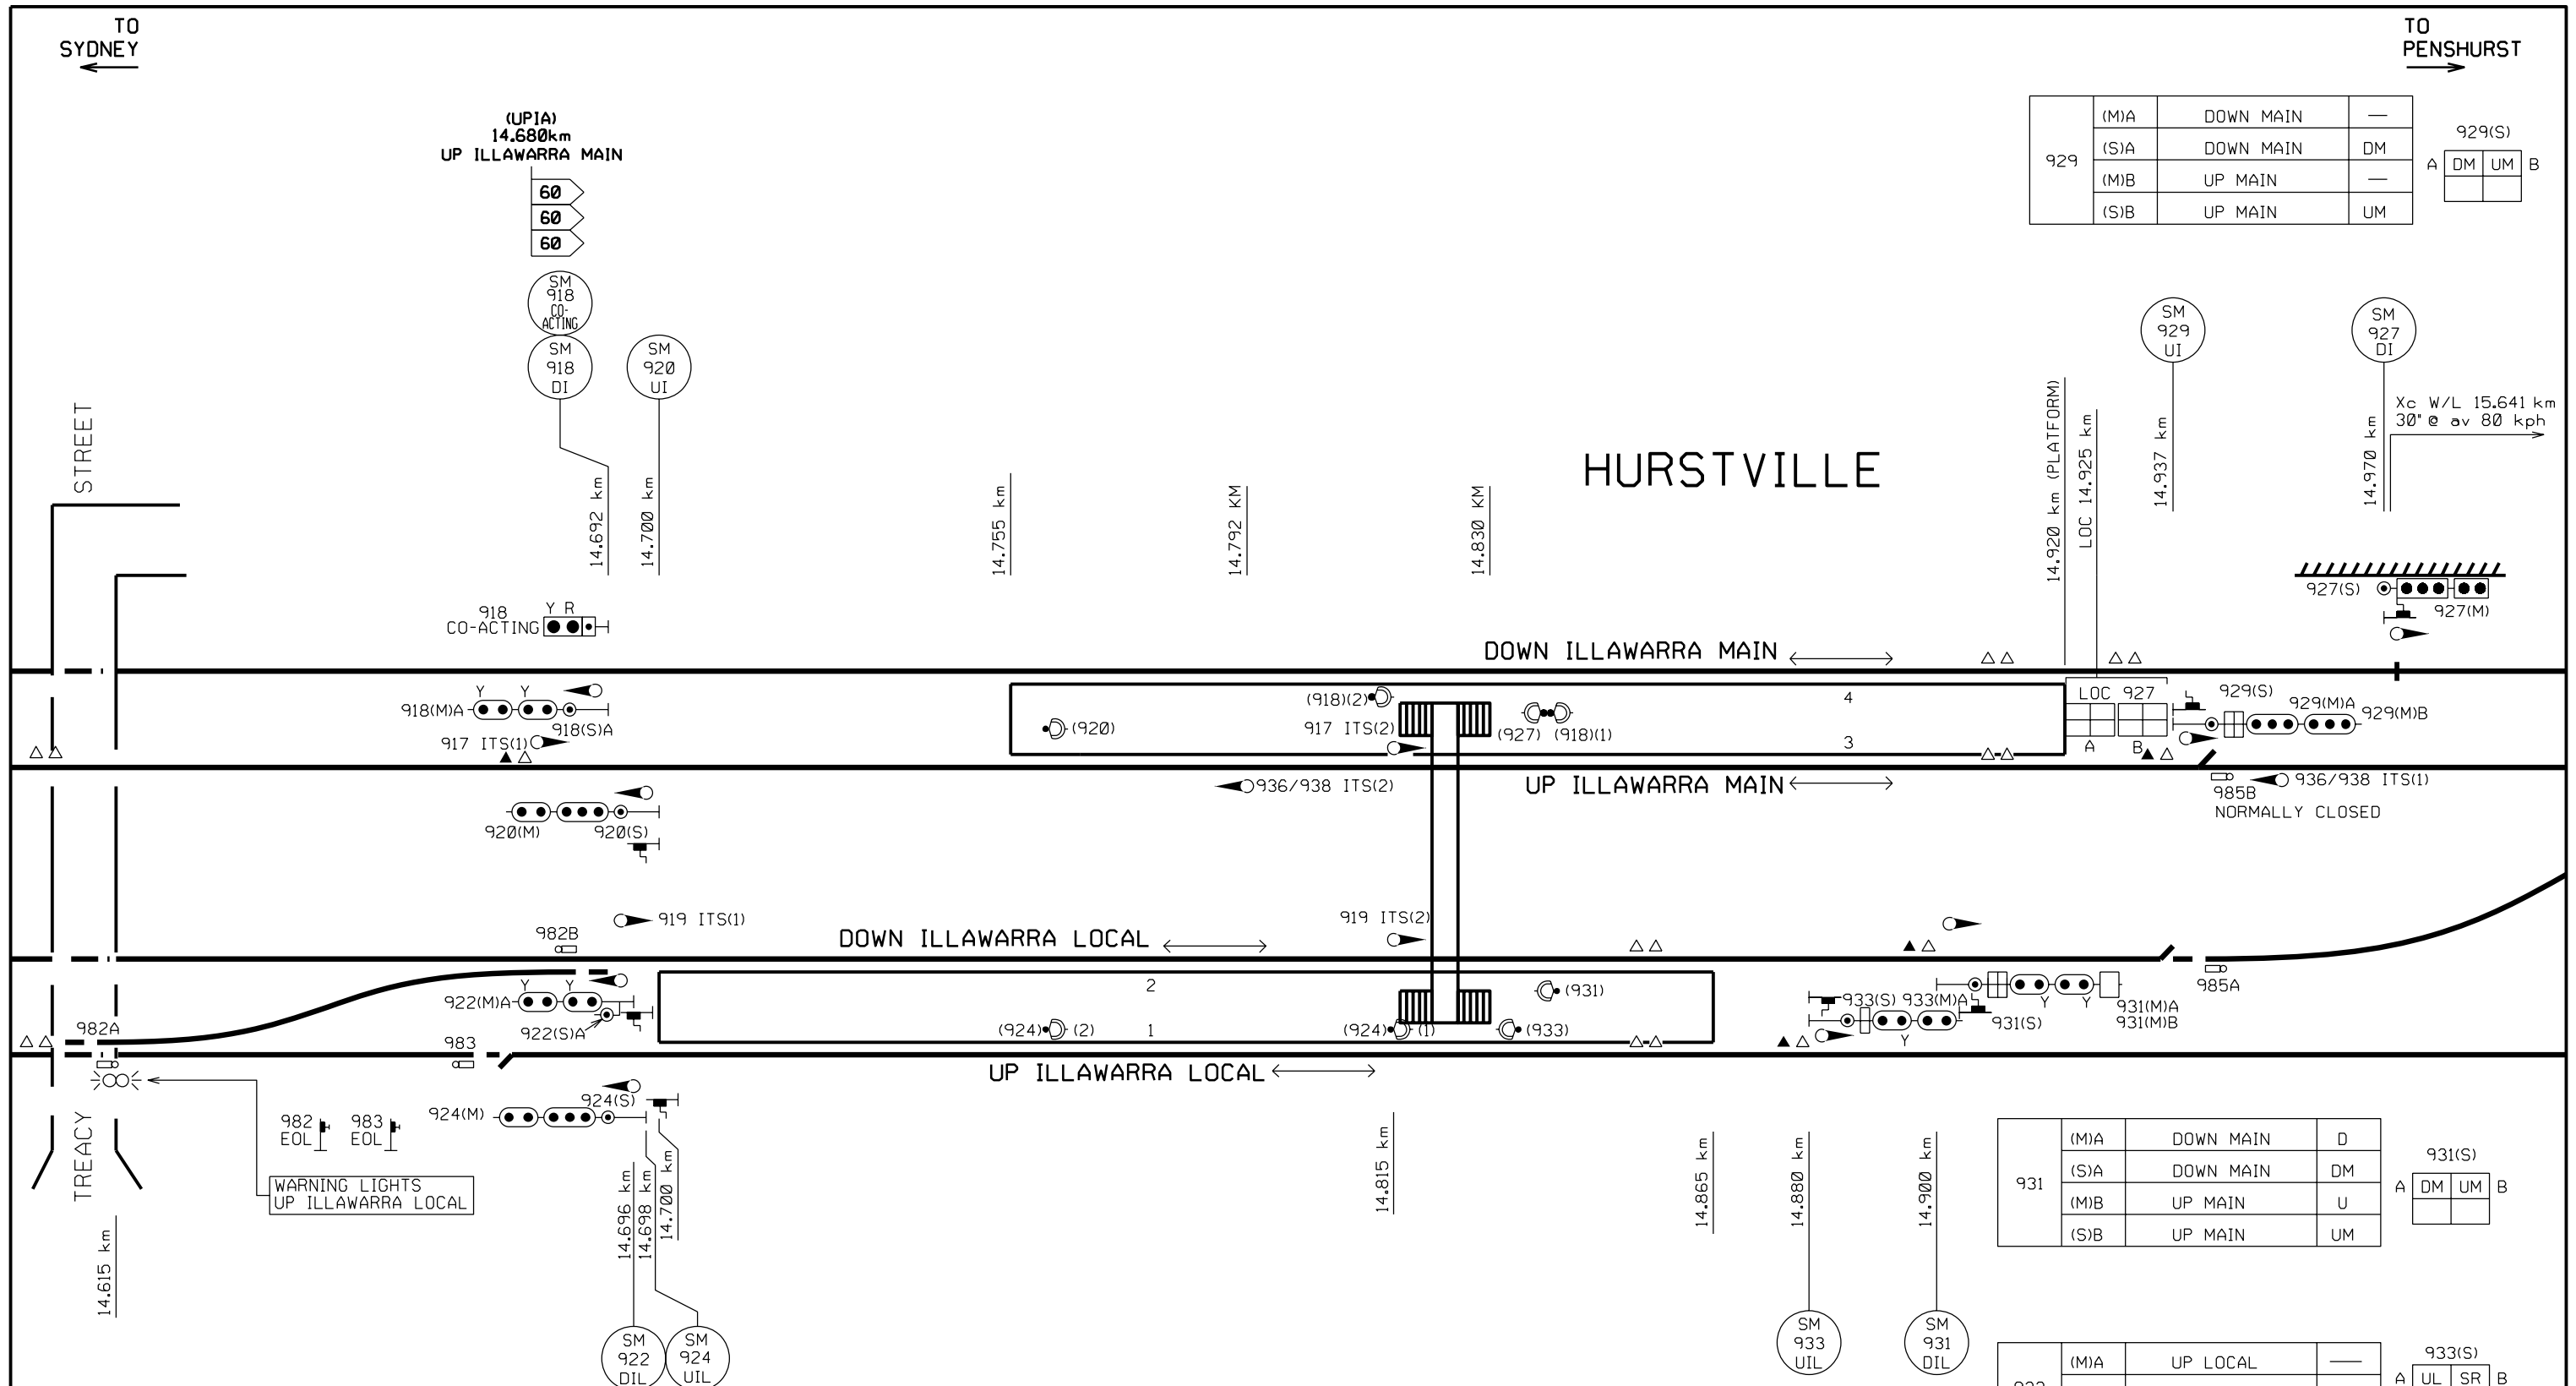 TO
SYDNEY
TO
PENSHURST
(UPIA)
14.680km
UP ILLAWARRA MAIN
60
60
60
SM
918
CO-
ACTING
SM
918
DI
SM
920
UI
929
(M)A DOWN MAIN —
(S)A DOWN MAIN DM
(M)B UP MAIN —
(S)B UP MAIN UM
929(S)
A DM UM B
SM
929
UI
SM
927
DI
STREET
14.692 km
14.700 km
14.755 km
14.792 KM
14.830 KM
HURSTVILLE
14.920 km (PLATFORM)
LOC 14.925 km
14.937 km
14.970 km
Xc W/L 15.641 km
30" @ av 80 kph
918
CO-ACTING
Y R
927(S)
927(M)
DOWN ILLAWARRA MAIN
Y Y
918(M)A
918(S)A
917 ITS(1)
(920)
(918)(2)
917 ITS(2)
(927) (918)(1)
4
3
LOC 927
A B
929(S)
929(M)A
929(M)B
UP ILLAWARRA MAIN
936/938 ITS(2)
936/938 ITS(1)
985B
NORMALLY CLOSED
920(M) 920(S)
919 ITS(1)
919 ITS(2)
982B
DOWN ILLAWARRA LOCAL
Y Y
922(M)A
922(S)A
2
1
(931)
(924) (2)
(924) (1)
(933)
933(S) 933(M)A
Y
Y Y
931(S)
931(M)A
931(M)B
985A
982A
983
UP ILLAWARRA LOCAL
924(S)
924(M)
982
EOL
983
EOL
TREACY
WARNING LIGHTS
UP ILLAWARRA LOCAL
14.615 km
14.696 km
14.698 km
14.700 km
14.815 km
14.865 km
14.880 km
14.900 km
931
(M)A DOWN MAIN D
(S)A DOWN MAIN DM
(M)B UP MAIN U
(S)B UP MAIN UM
931(S)
A DM UM B
SM
922
DIL
SM
924
UIL
SM
933
UIL
SM
931
DIL
(M)A UP LOCAL —
933(S)
A UL SR B